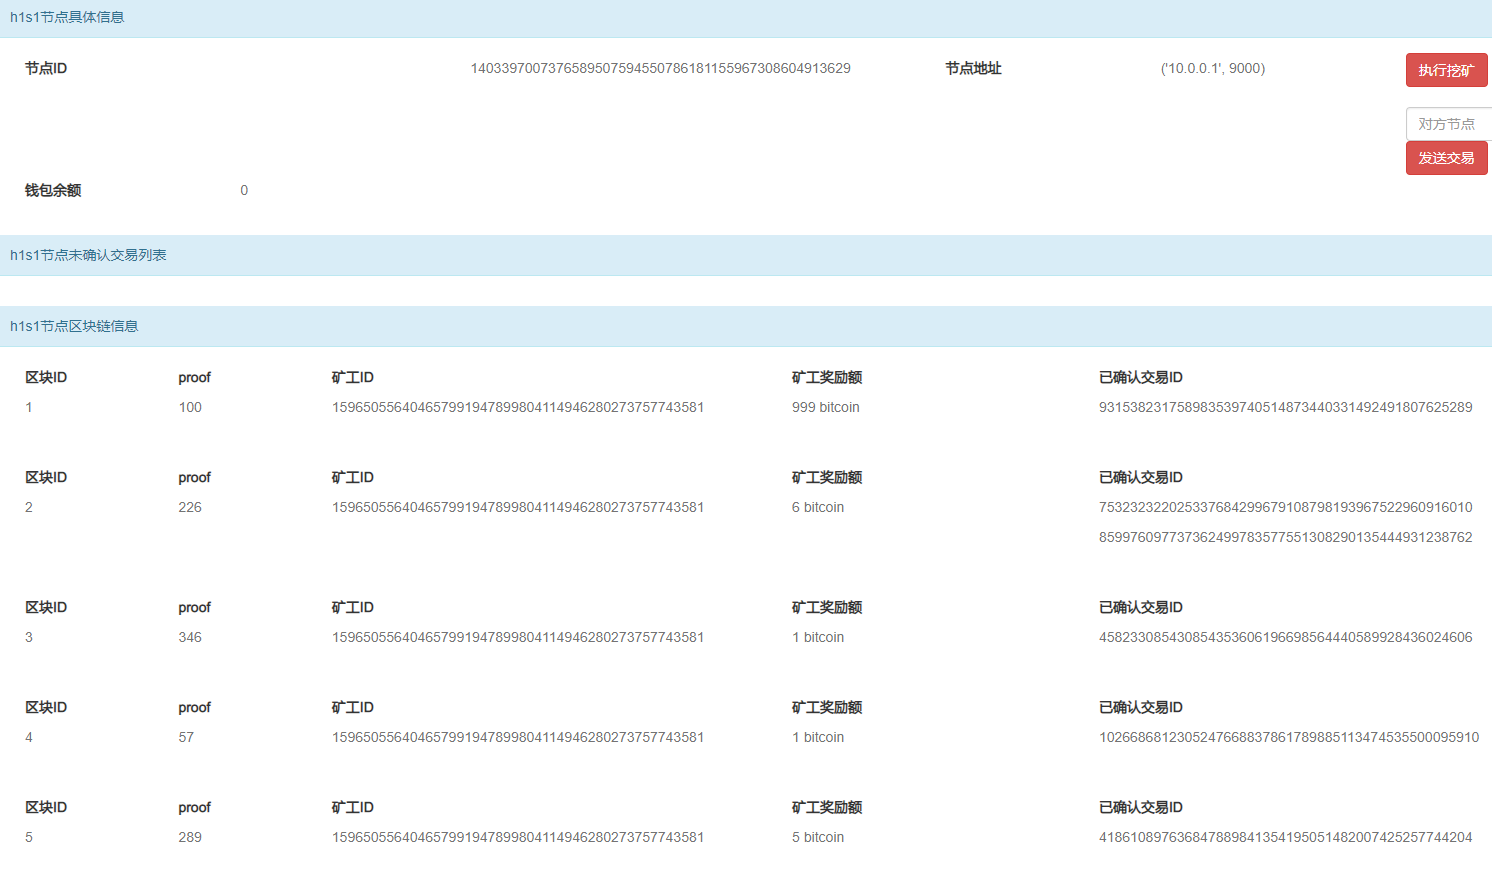 h1s1节点具体信息
节点ID 1403397007376589507594550786181155967308604913629 节点地址 ('10.0.0.1', 9000) 执行挖矿
对方节点
发送交易
钱包余额 0
h1s1节点未确认交易列表
h1s1节点区块链信息
区块ID proof 矿工ID 矿工奖励额 已确认交易ID
1 100 159650556404657991947899804114946280273757743581 999 bitcoin 931538231758983539740514873440331492491807625289
区块ID proof 矿工ID 矿工奖励额 已确认交易ID
2 226 159650556404657991947899804114946280273757743581 6 bitcoin 753232322025337684299679108798193967522960916010
859976097737362499783577551308290135444931238762
区块ID proof 矿工ID 矿工奖励额 已确认交易ID
3 346 159650556404657991947899804114946280273757743581 1 bitcoin 458233085430854353606196698564440589928436024606
区块ID proof 矿工ID 矿工奖励额 已确认交易ID
4 57 159650556404657991947899804114946280273757743581 1 bitcoin 1026686812305247668837861789885113474535500095910
区块ID proof 矿工ID 矿工奖励额 已确认交易ID
5 289 159650556404657991947899804114946280273757743581 5 bitcoin 418610897636847889841354195051482007425257744204